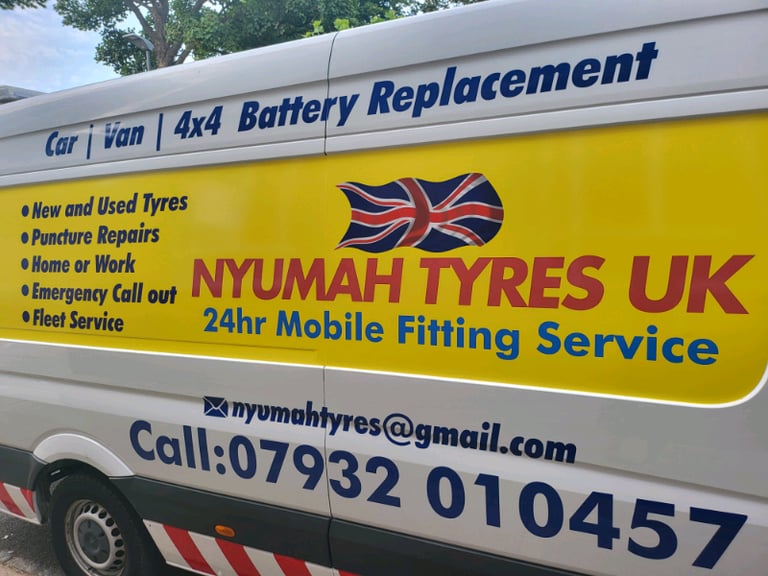 Car | Van | 4x4 Battery Replacement
• New and Used Tyres
• Puncture Repairs
• Home or Work
• Emergency Call out
• Fleet Service
NYUMAH TYRES UK
24hr Mobile Fitting Service
nyumahtyres@gmail.com
Call:07932 010457